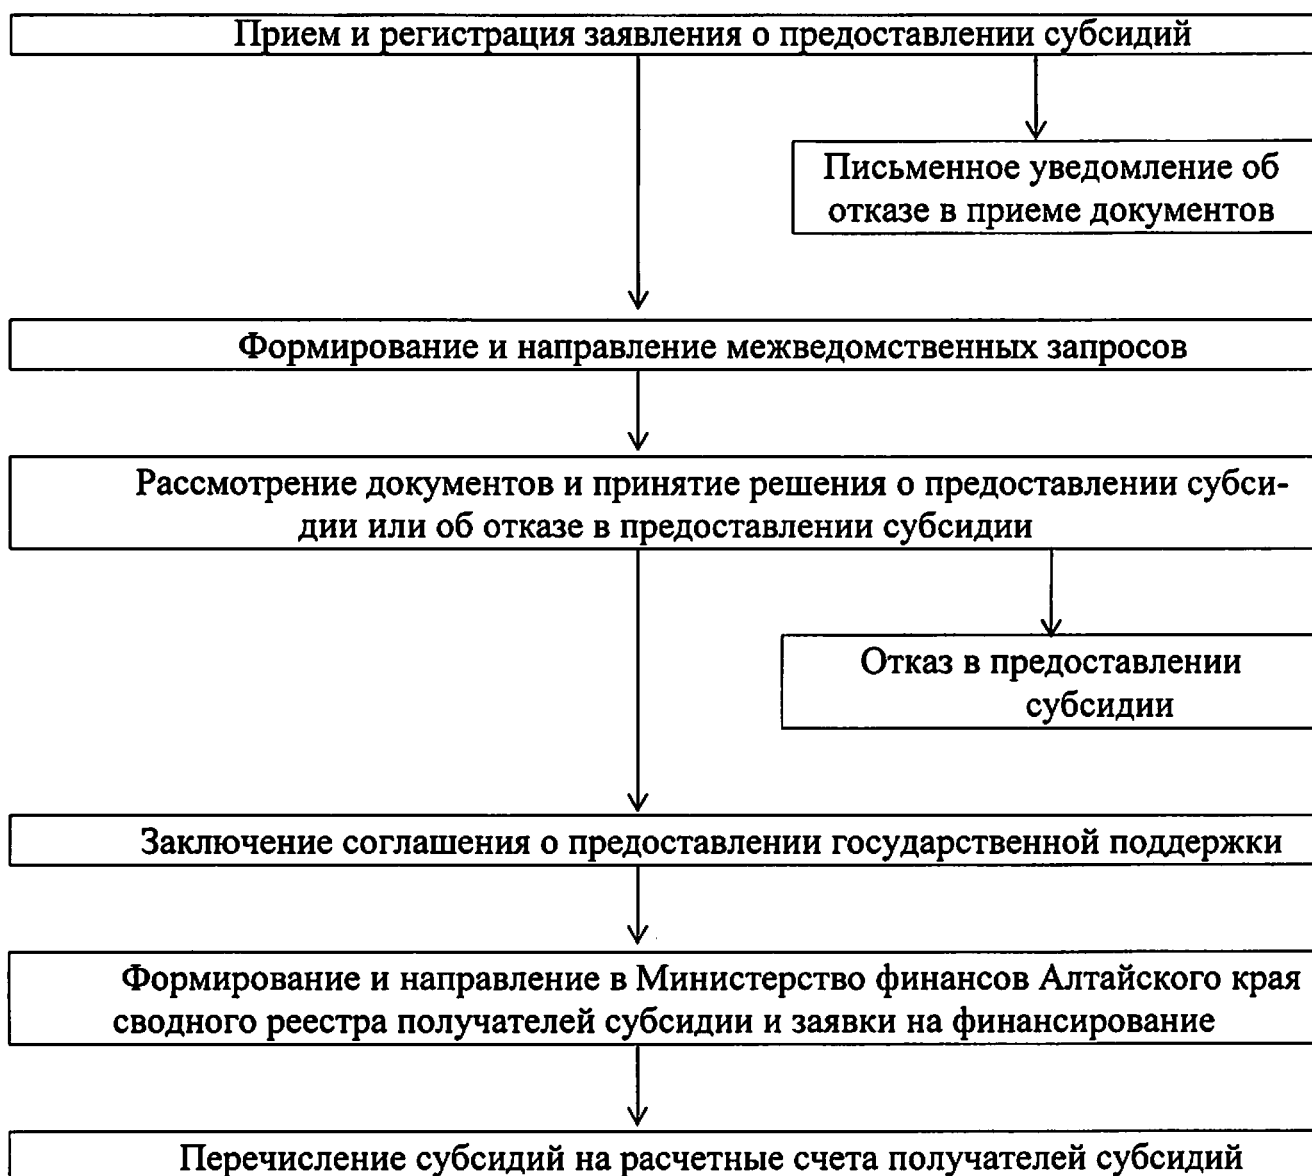 Прием и регистрация заявления о предоставлении субсидий
Письменное уведомление об
отказе в приеме документов
Формирование и направление межведомственных запросов
Рассмотрение документов и принятие решения о предоставлении субси-
дии или об отказе в предоставлении субсидии
Отказ в предоставлении
субсидии
Заключение соглашения о предоставлении государственной поддержки
Формирование и направление в Министерство финансов Алтайского края
сводного реестра получателей субсидии и заявки на финансирование
Перечисление субсидий на расчетные счета получателей субсидий